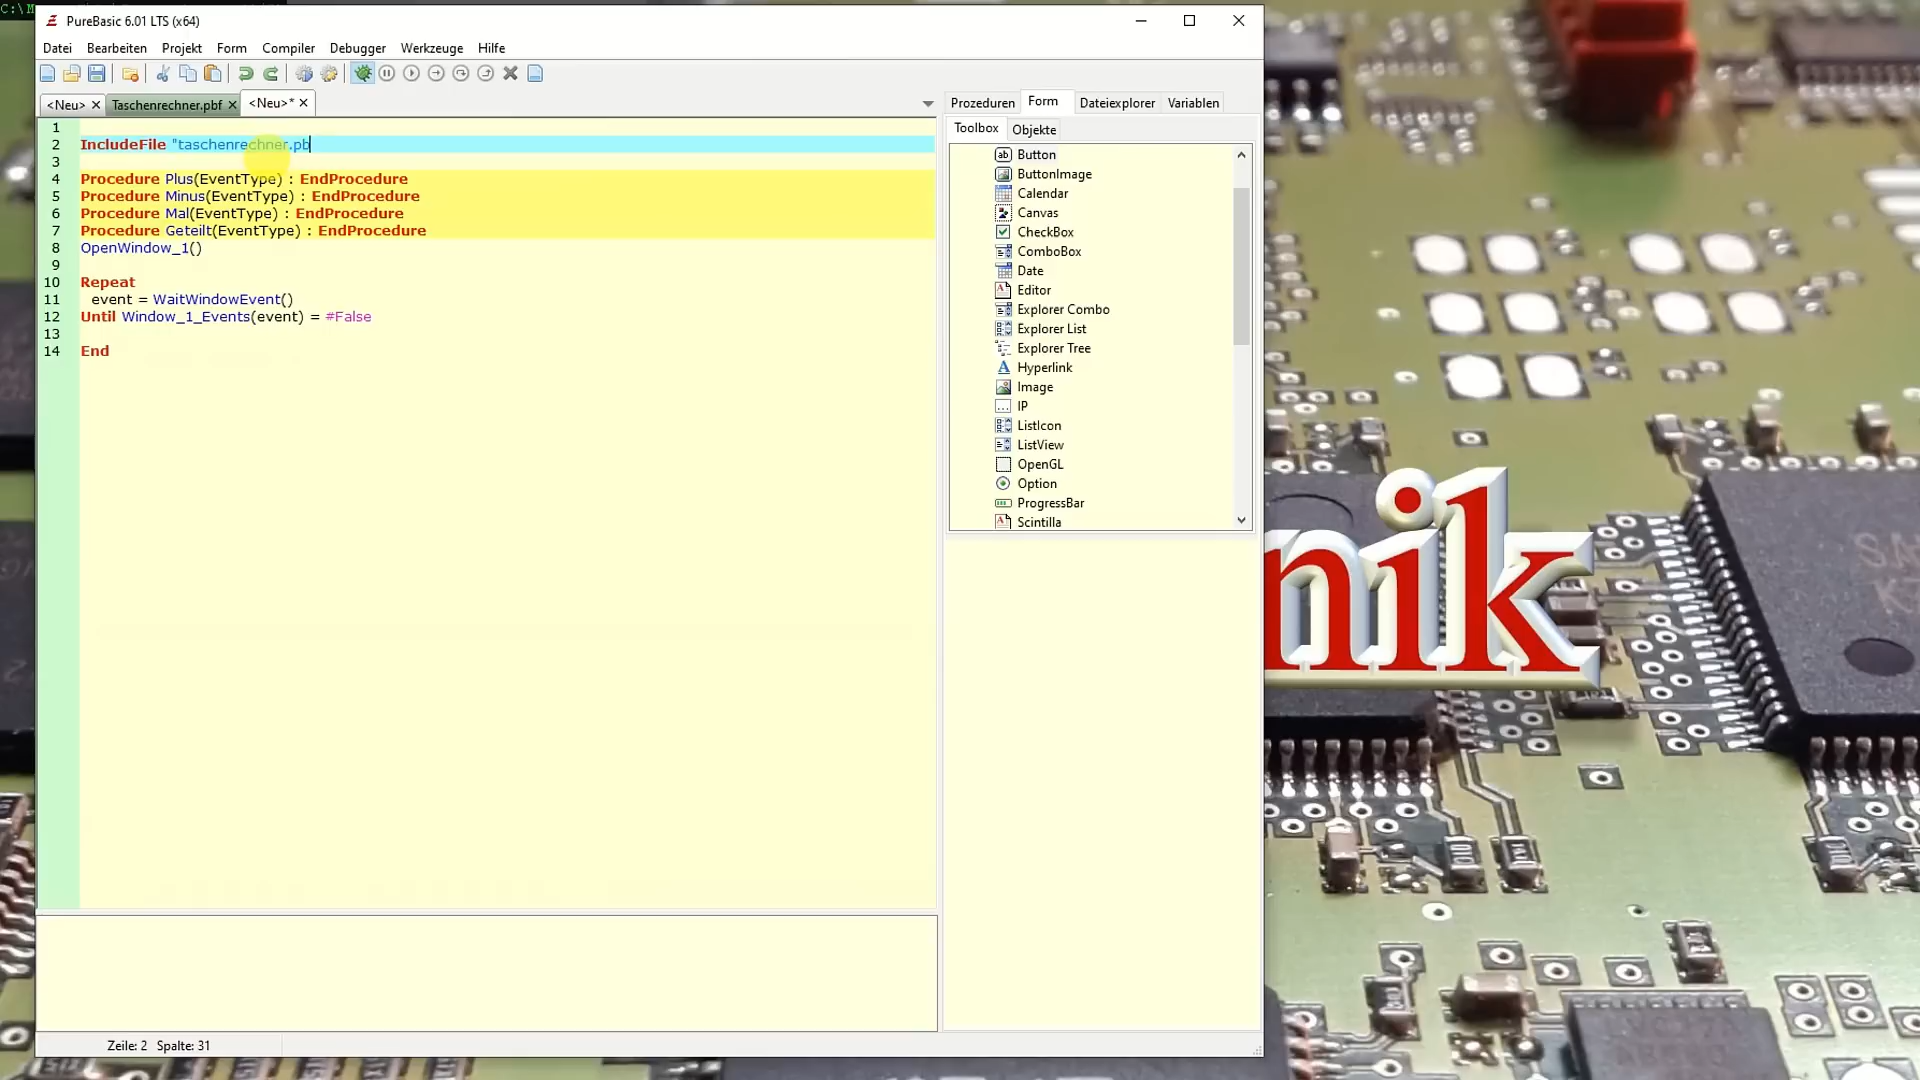 C:\M
PureBasic 6.01 LTS (x64)
Datei Bearbeiten Projekt Form Compiler Debugger Werkzeuge Hilfe
<Neu> Taschenrechner.pbf <Neu>*
1
2 IncludeFile "taschenrechner.pb
3
4 Procedure Plus(EventType) : EndProcedure
5 Procedure Minus(EventType) : EndProcedure
6 Procedure Mal(EventType) : EndProcedure
7 Procedure Geteilt(EventType) : EndProcedure
8 OpenWindow_1()
9
10 Repeat
11 event = WaitWindowEvent()
12 Until Window_1_Events(event) = #False
13
14 End
Prozeduren Form Dateiexplorer Variablen
Toolbox Objekte
Button
ButtonImage
Calendar
Canvas
CheckBox
ComboBox
Date
Editor
Explorer Combo
Explorer List
Explorer Tree
Hyperlink
Image
IP
ListIcon
ListView
OpenGL
Option
ProgressBar
Scintilla
Zeile: 2 Spalte: 31
nik